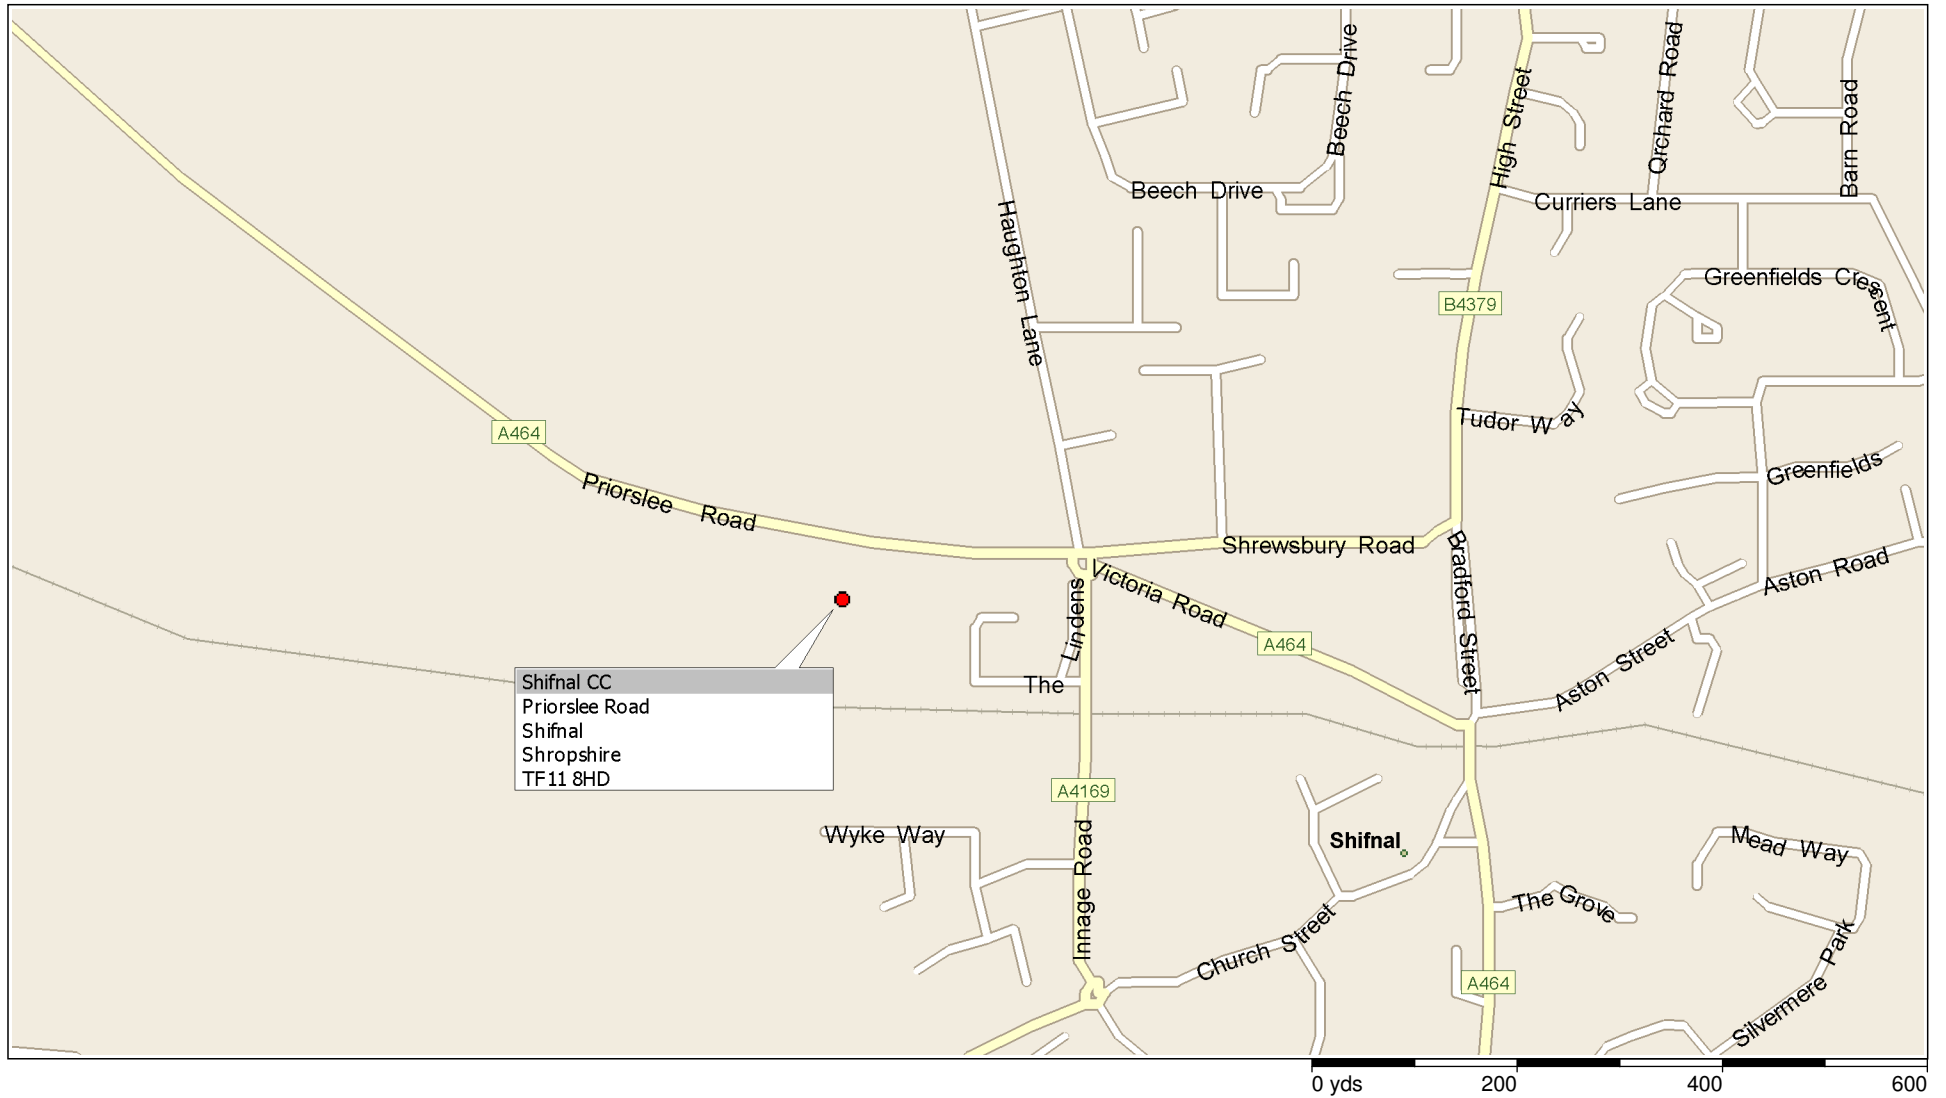 Beech Drive
High Street
Orchard Road
Barn Road
Beech Drive
Curriers Lane
Haughton Lane
Greenfields Crescent
B4379
Tudor Way
A464
Greenfields
Priorslee Road
Shrewsbury Road
Bradford Street
Victoria Road
Aston Road
The Lindens
A464
Aston Street
Shifnal CC
Priorslee Road
Shifnal
Shropshire
TF11 8HD
A4169
Wyke Way
Innage Road
Shifnal
Mead Way
The Grove
Church Street
A464
Silvermere Park
0 yds 200 400 600